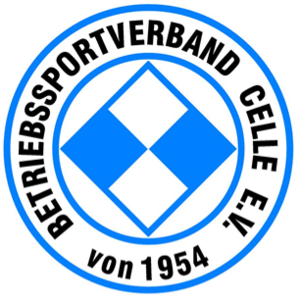 BETRIEBSSPORTVERBAND CELLE E.V.
von 1954